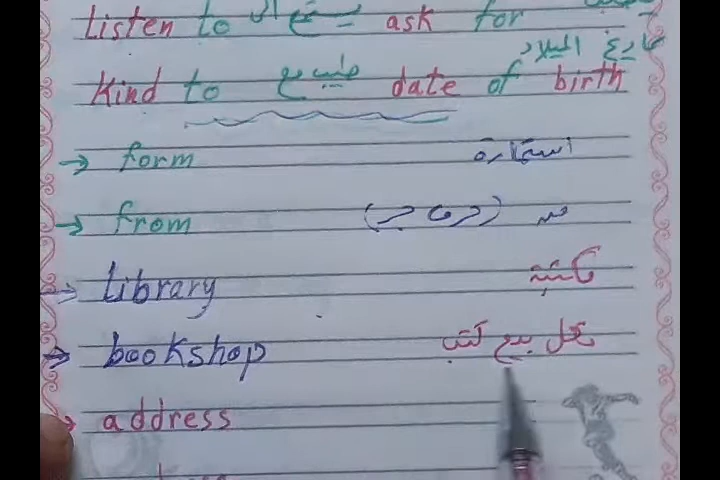 Listen to يستمع الى ask for
Kind to طيب مع date of birth تاريخ الميلاد
form استمارة
from من (حرف جر)
Library مكتبة
bookshop محل بيع كتب
address